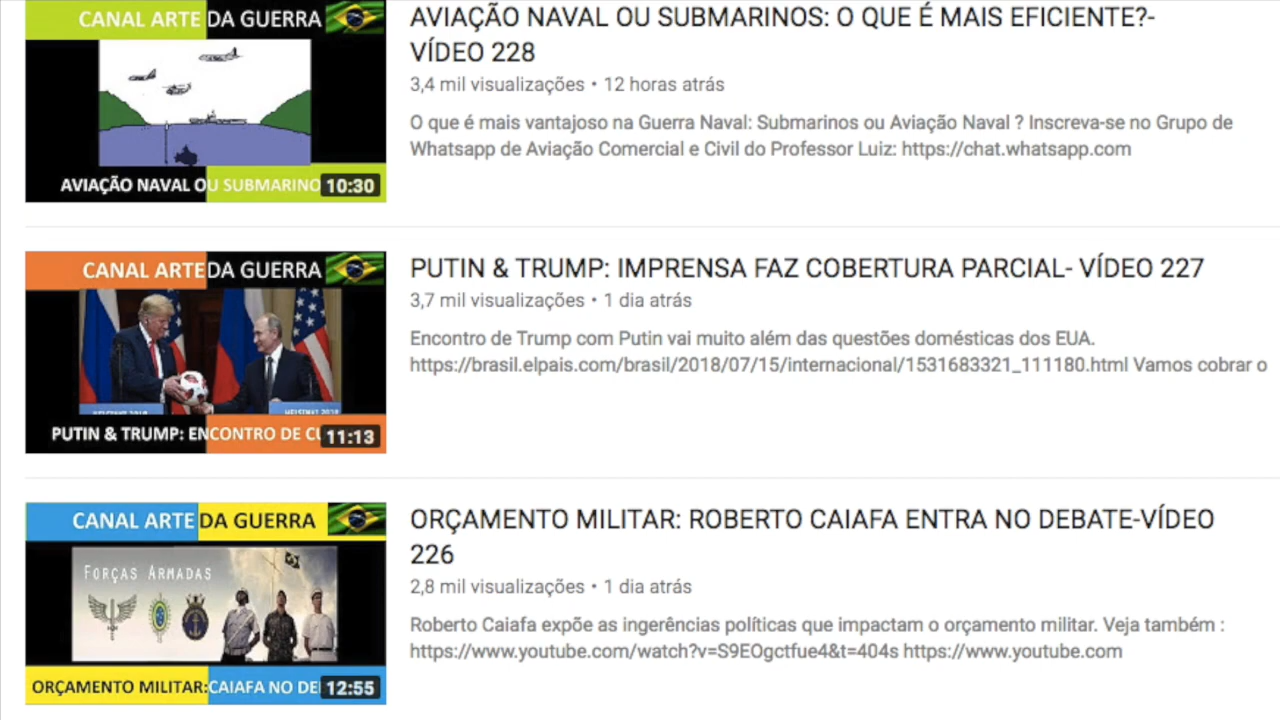 CANAL ARTE DA GUERRA
AVIAÇÃO NAVAL OU SUBMARINO
10:30
AVIAÇÃO NAVAL OU SUBMARINOS: O QUE É MAIS EFICIENTE?-
VÍDEO 228
3,4 mil visualizações • 12 horas atrás
O que é mais vantajoso na Guerra Naval: Submarinos ou Aviação Naval ? Inscreva-se no Grupo de
Whatsapp de Aviação Comercial e Civil do Professor Luiz: https://chat.whatsapp.com
CANAL ARTE DA GUERRA
HELSINKI 2018
HELSINKI 2018
PUTIN & TRUMP: ENCONTRO DE
11:13
PUTIN & TRUMP: IMPRENSA FAZ COBERTURA PARCIAL- VÍDEO 227
3,7 mil visualizações • 1 dia atrás
Encontro de Trump com Putin vai muito além das questões domésticas dos EUA.
https://brasil.elpais.com/brasil/2018/07/15/internacional/1531683321_111180.html Vamos cobrar o
CANAL ARTE DA GUERRA
FORÇAS ARMADAS
ORÇAMENTO MILITAR: CAIAFA NO DE
12:55
ORÇAMENTO MILITAR: ROBERTO CAIAFA ENTRA NO DEBATE-VÍDEO
226
2,8 mil visualizações • 1 dia atrás
Roberto Caiafa expõe as ingerências políticas que impactam o orçamento militar. Veja também :
https://www.youtube.com/watch?v=S9EOgctfue4&t=404s https://www.youtube.com